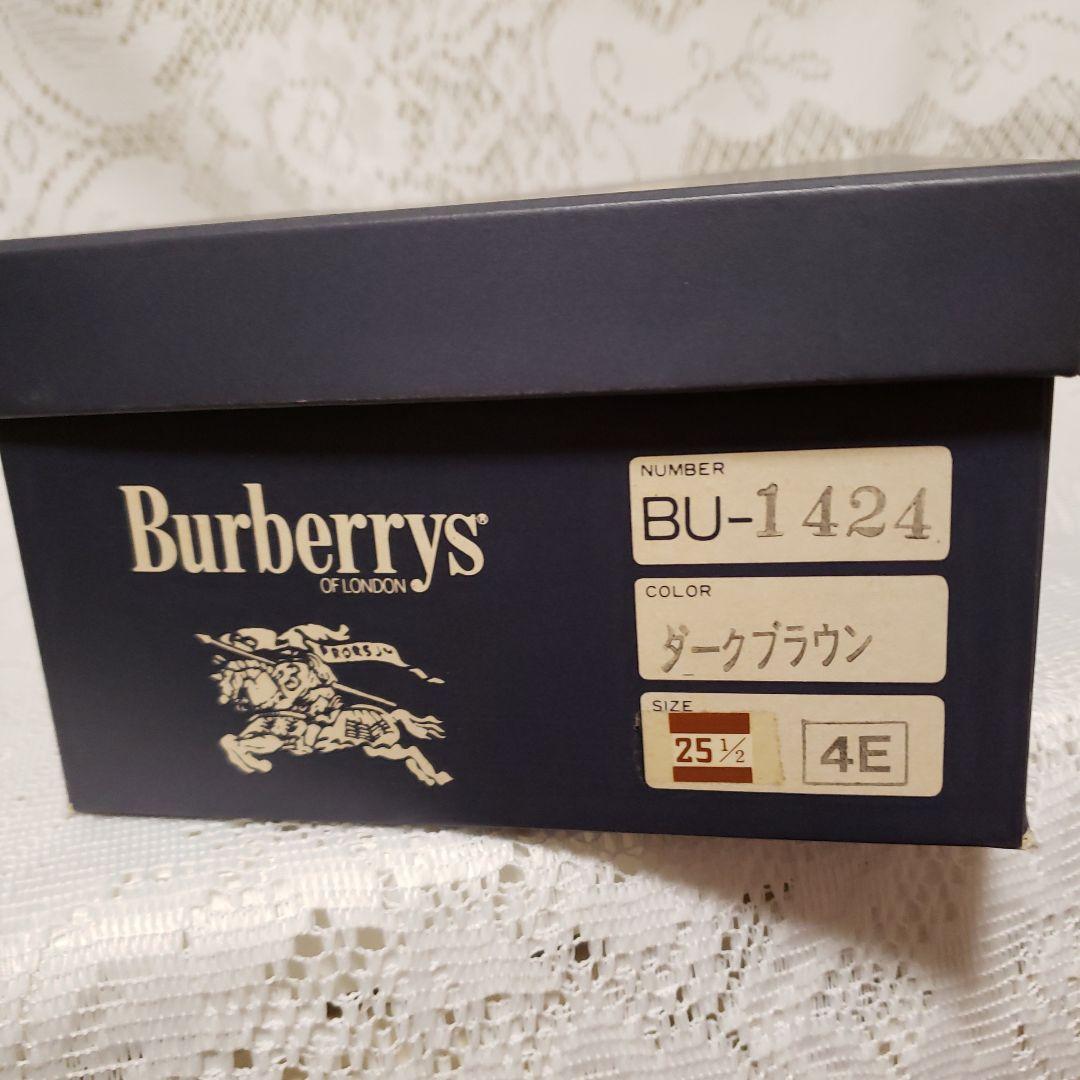 Burberrys®
OF LONDON
NUMBER
BU-1424
COLOR
ダークブラウン
SIZE
25 ½
4E